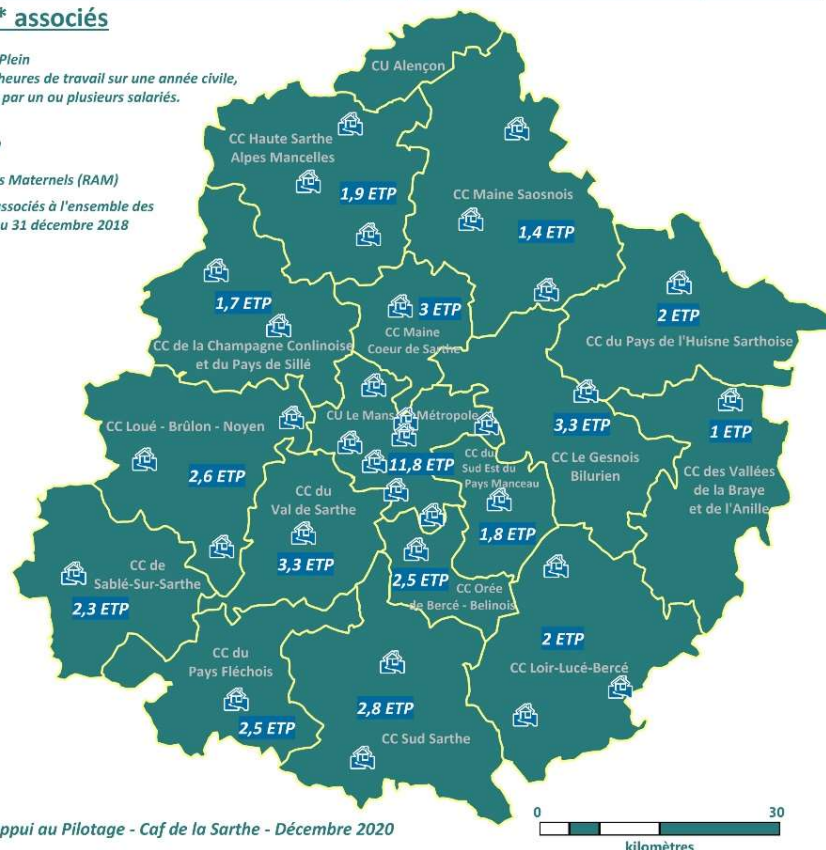 * associés
Plein
heures de travail sur une année civile,
par un ou plusieurs salariés.
s Maternels (RAM)
ssociés à l'ensemble des
u 31 décembre 2018
CU Alençon
CC Haute Sarthe
Alpes Mancelles
1,9 ETP
CC Maine Saosnois
1,4 ETP
1,7 ETP
CC de la Champagne Conlinoise
et du Pays de Sillé
3 ETP
CC Maine
Coeur de Sarthe
2 ETP
CC du Pays de l'Huisne Sarthoise
CC Loué - Brûlon - Noyen
2,6 ETP
CU Le Mans Métropole
11,8 ETP
3,3 ETP
CC Le Gesnois
Bilurien
1 ETP
CC des Vallées
de la Braye
et de l'Anille
CC du
Sud Est du
Pays Manceau
1,8 ETP
CC du
Val de Sarthe
3,3 ETP
CC de
Sablé-Sur-Sarthe
2,3 ETP
2,5 ETP
CC Orée
de Bercé - Belinois
2 ETP
CC Loir-Lucé-Bercé
CC du
Pays Fléchois
2,5 ETP
2,8 ETP
CC Sud Sarthe
ppui au Pilotage - Caf de la Sarthe - Décembre 2020
0 30
kilomètres